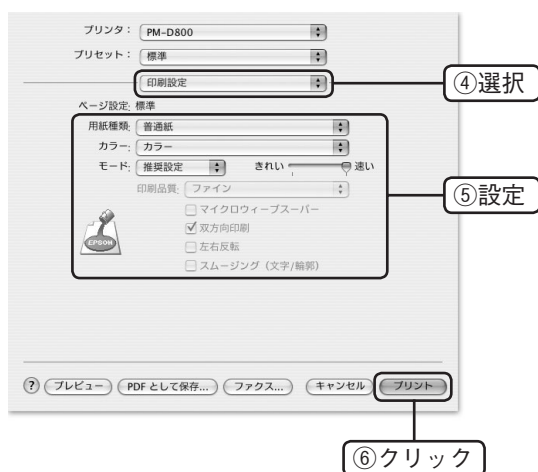 プリンタ： PM-D800
プリセット： 標準
印刷設定
④選択
ページ設定: 標準
用紙種類: 普通紙
カラー: カラー
モード: 推奨設定 きれい 速い
⑤設定
印刷品質: ファイン
マイクロウィーブスーパー
双方向印刷
EPSON
左右反転
スムージング（文字/輪郭）
? プレビュー PDF として保存... ファクス... キャンセル プリント
⑥クリック